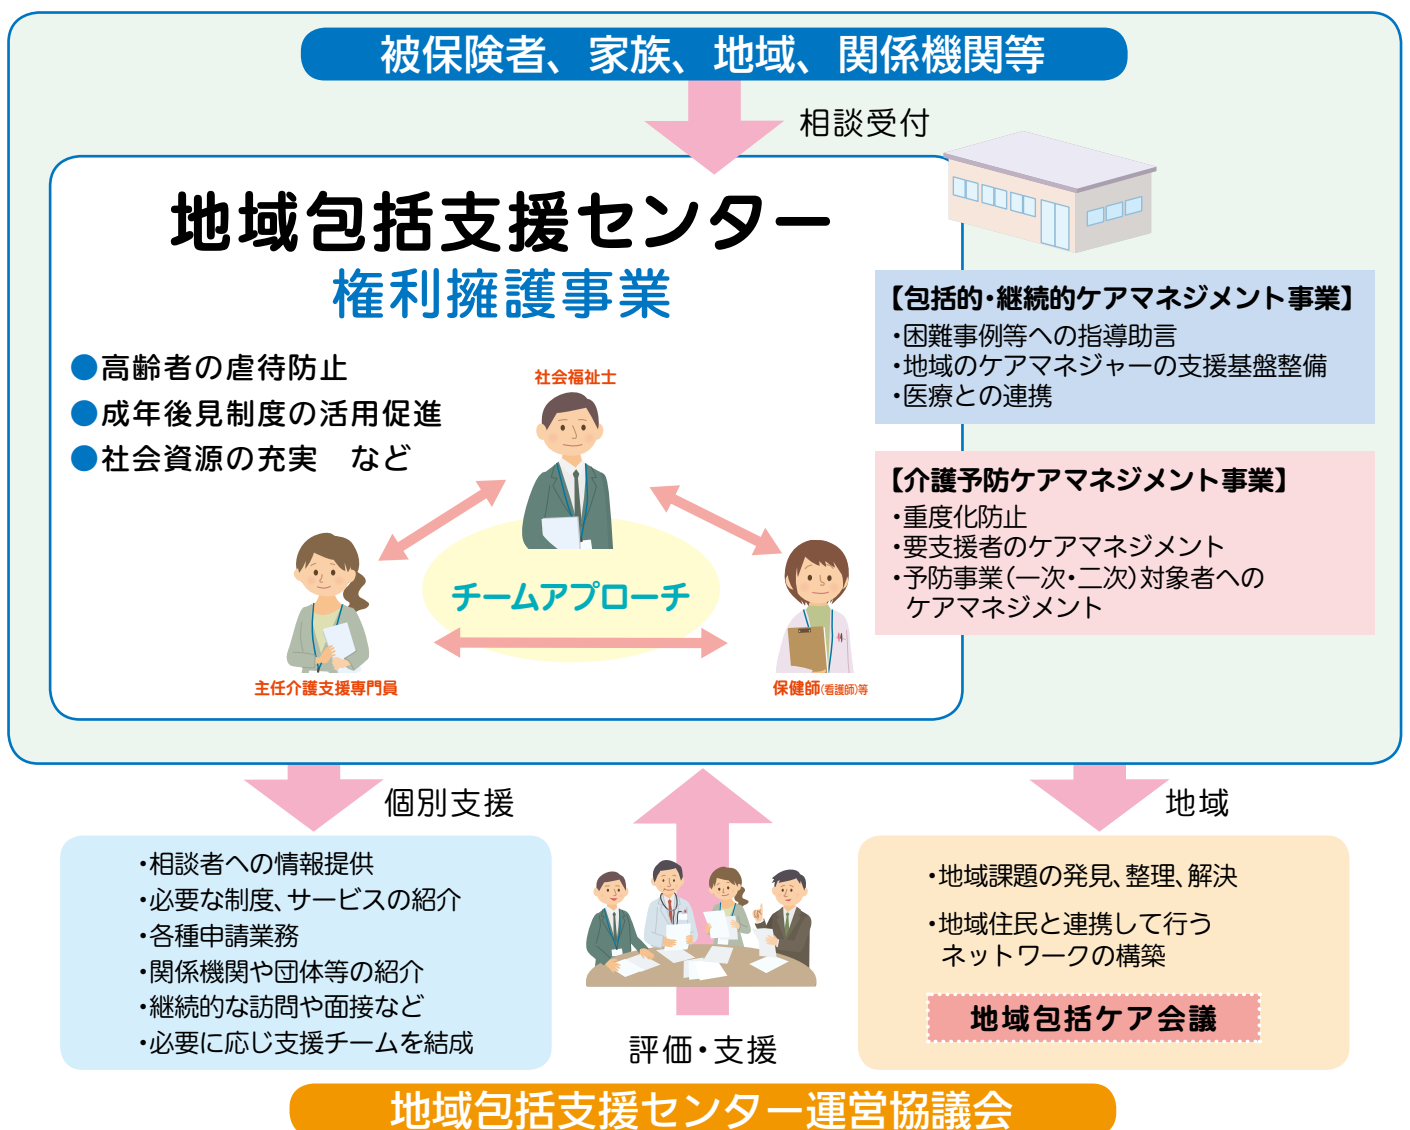 被保険者、家族、地域、関係機関等
相談受付
地域包括支援センター
権利擁護事業
●高齢者の虐待防止
●成年後見制度の活用促進
●社会資源の充実　など
社会福祉士
チームアプローチ
主任介護支援専門員
保健師(看護師)等
【包括的・継続的ケアマネジメント事業】
・困難事例等への指導助言
・地域のケアマネジャーの支援基盤整備
・医療との連携
【介護予防ケアマネジメント事業】
・重度化防止
・要支援者のケアマネジメント
・予防事業(一次・二次)対象者への
ケアマネジメント
個別支援
・相談者への情報提供
・必要な制度、サービスの紹介
・各種申請業務
・関係機関や団体等の紹介
・継続的な訪問や面接など
・必要に応じ支援チームを結成
評価・支援
地域
・地域課題の発見、整理、解決
・地域住民と連携して行う
ネットワークの構築
地域包括ケア会議
地域包括支援センター運営協議会